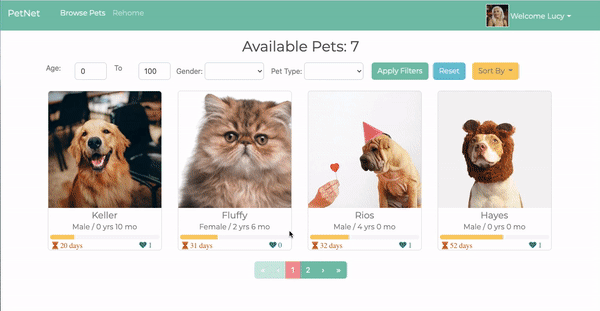 PetNet Browse Pets Rehome Welcome Lucy
Available Pets: 7
Age: 0 To 100 Gender: Pet Type: Apply Filters Reset Sort By
Keller
Male / 0 yrs 10 mo
20 days 1
Fluffy
Female / 2 yrs 6 mo
31 days 0
Rios
Male / 4 yrs 0 mo
32 days 1
Hayes
Male / 0 yrs 0 mo
52 days 1
« ‹ 1 2 › »